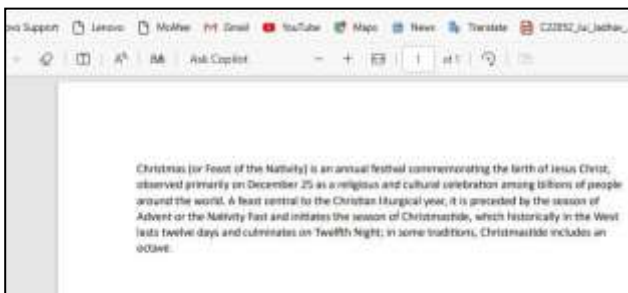 Support Lenovo McAfee Gmail YouTube Maps News Translate
Ask Copilot - + 1 of 1
Christmas (or Feast of the Nativity) is an annual festival commemorating the birth of Jesus Christ,
observed primarily on December 25 as a religious and cultural celebration among billions of people
around the world. A feast central to the Christian liturgical year, it is preceded by the season of
Advent or the Nativity Fast and initiates the season of Christmastide, which historically in the West
lasts twelve days and culminates on Twelfth Night; in some traditions, Christmastide includes an
octave.